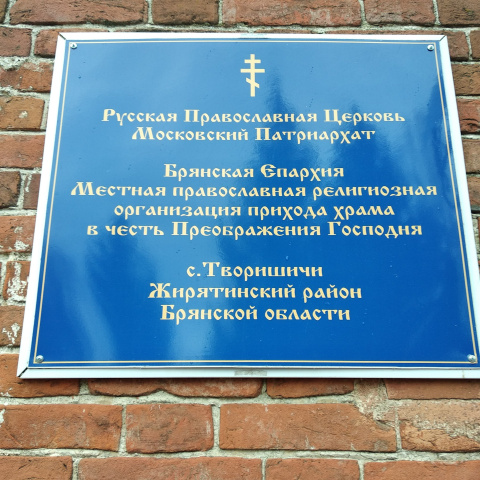 Русская Православная Церковь
Московский Патриархат
Брянская Епархия
Местная православная религиозная
организация прихода храма
в честь Преображения Господня
с.Творишичи
Жирятинский район
Брянской области